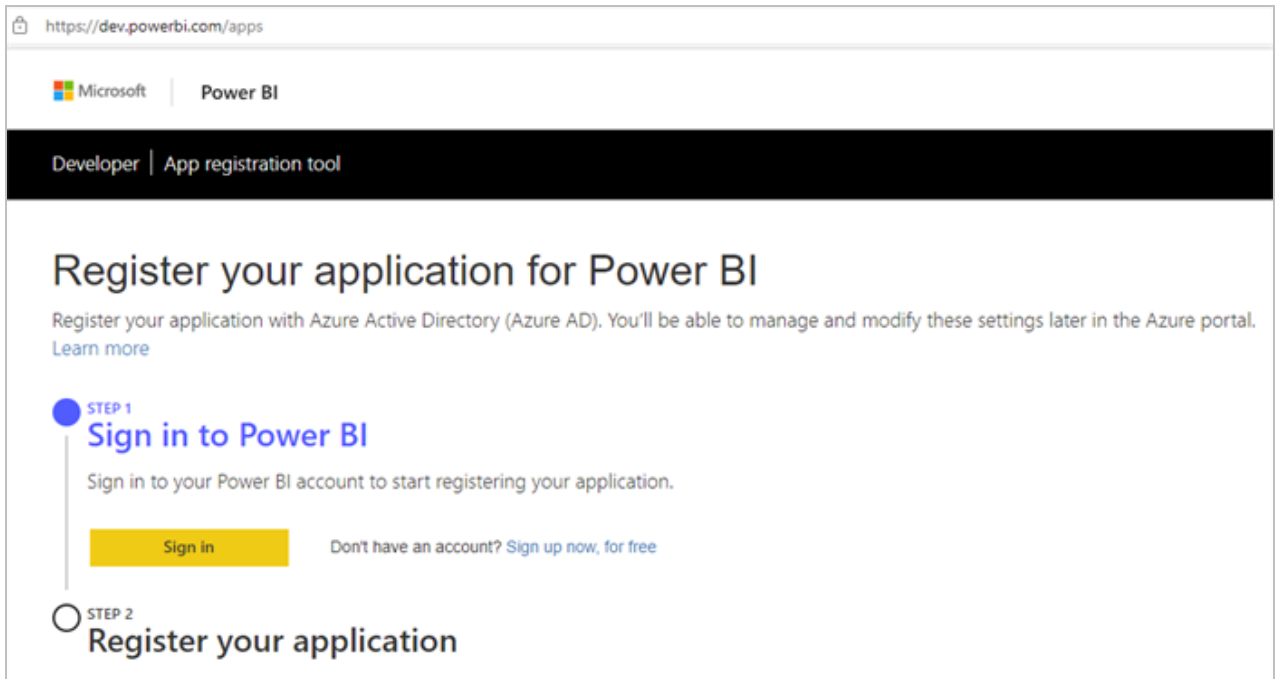 https://dev.powerbi.com/apps
Microsoft Power BI
Developer | App registration tool
Register your application for Power BI
Register your application with Azure Active Directory (Azure AD). You'll be able to manage and modify these settings later in the Azure portal.
Learn more
STEP 1
Sign in to Power BI
Sign in to your Power BI account to start registering your application.
Sign in Don't have an account? Sign up now, for free
STEP 2
Register your application